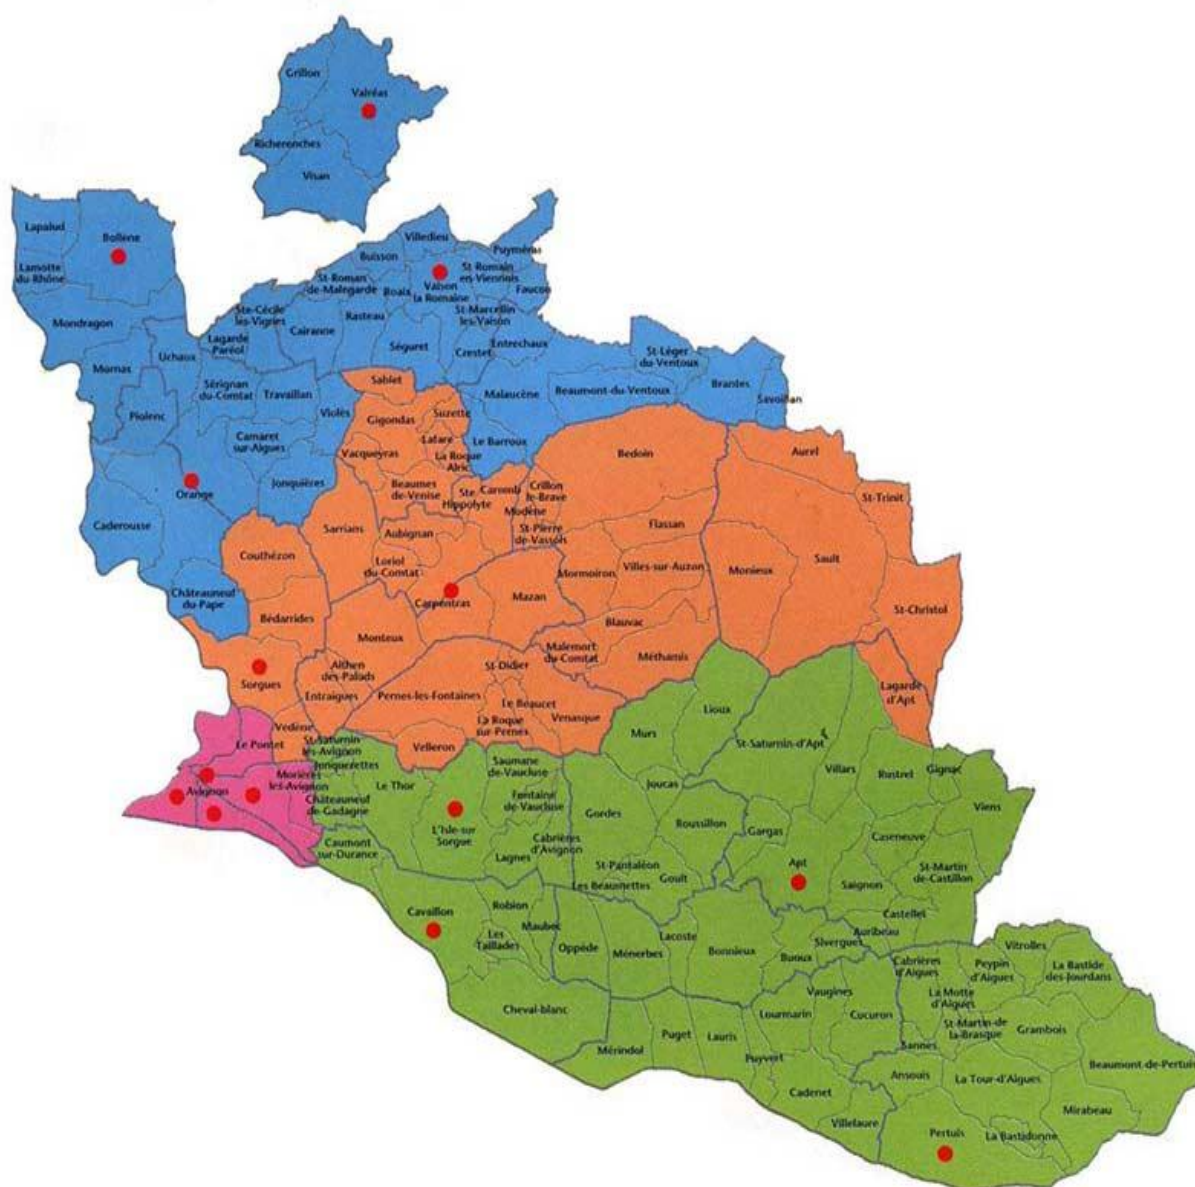 Grillon
Valréas
Richerenches
Visan
Lapalud
Bollène
Lamotte
du-Rhône
Mondragon
Mornas
Uchaux
Piolenc
Ste-Cécile
les-Vignes
Lagarde
Paréol
Sérignan
du-Comtat
Travaillan
Camaret
sur-Aigues
Violès
Orange
Jonquières
Caderousse
Châteauneuf
du-Pape
Villedieu
Buisson
St-Roman
de-Malegarde
Roaix
Vaison
la Romaine
Puyméras
St-Romain
en-Viennois
Faucon
St-Marcellin
les-Vaison
Cairanne
Rasteau
Séguret
Crestet
Entrechaux
Malaucène
Le Barroux
St-Léger
du-Ventoux
Beaumont-du-Ventoux
Brantes
Savoillan
Sablet
Gigondas
Suzette
Lafare
La Roque
Alric
Vacqueyras
Beaumes
de-Venise
Ste
Hippolyte
Caromb
Modène
Crillon
le-Brave
St-Pierre
de-Vassols
Bedoin
Flassan
Aurel
St-Trinit
Sault
Monieux
St-Christol
Lagarde
d'Apt
Sarrians
Aubignan
Loriol
du-Comtat
Carpentras
Mazan
Mormoiron
Villes-sur-Auzon
Blauvac
Malemort
du-Comtat
Méthamis
Couthézon
Bédarrides
Monteux
Althen
des-Paluds
Sorgues
Entraigues
Pernes-les-Fontaines
St-Didier
Le Beaucet
La Roque
sur-Pernes
Venasque
Vedène
Velleron
Le Pontet
Avignon
Morières
les-Avignon
St-Saturnin
les-Avignon
Jonquerettes
Châteauneuf
de-Gadagne
Caumont
sur-Durance
Le Thor
L'Isle-sur
Sorgue
Saumane
de-Vaucluse
Fontaine
de-Vaucluse
Cabrières
d'Avignon
Lagnes
Murs
Lioux
Joucas
Gordes
Roussillon
St-Pantaléon
Les Beaumettes
Goult
St-Saturnin-d'Apt
Villars
Rustrel
Gignac
Viens
Gargas
Caseneuve
Apt
Saignon
St-Martin
de-Castillon
Castellet
Auribeau
Sivergues
Buoux
Cavaillon
Robion
Maubec
Les
Taillades
Oppède
Ménerbes
Lacoste
Bonnieux
Cheval-blanc
Mérindol
Puget
Lauris
Puyvert
Lourmarin
Vaugines
Cucuron
Cadenet
Villelaure
Cabrières
d'Aigues
La Motte
d'Aigues
Peypin
d'Aigues
Vitrolles
La Bastide
des-Jourdans
St-Martin-de
la-Brasque
Grambois
Sannes
Ansouis
La Tour-d'Aigues
Beaumont-de-Pertuis
Mirabeau
Pertuis
La Bastidonne